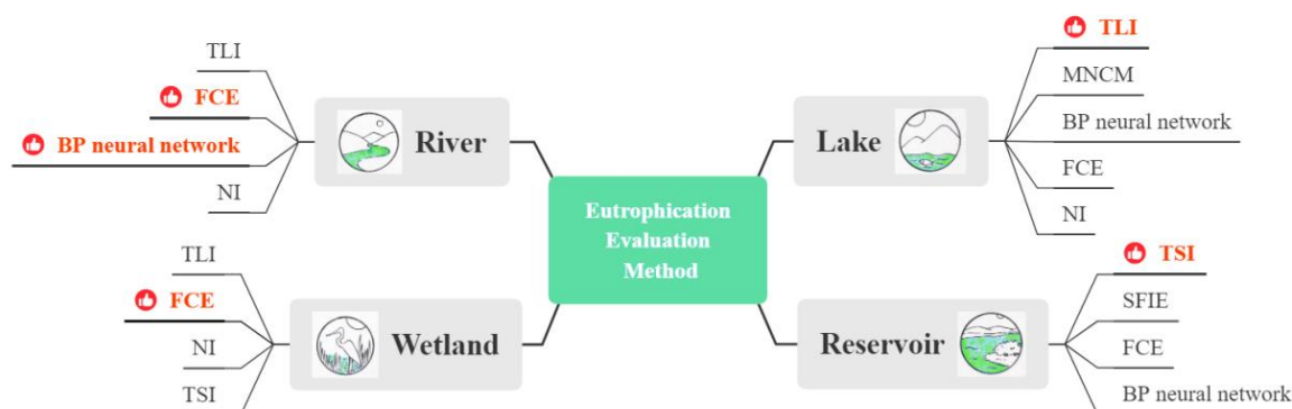 TLI
FCE
BP neural network
NI
River
TLI
FCE
NI
TSI
Wetland
Eutrophication
Evaluation
Method
Lake
TLI
MNCM
BP neural network
FCE
NI
Reservoir
TSI
SFIE
FCE
BP neural network